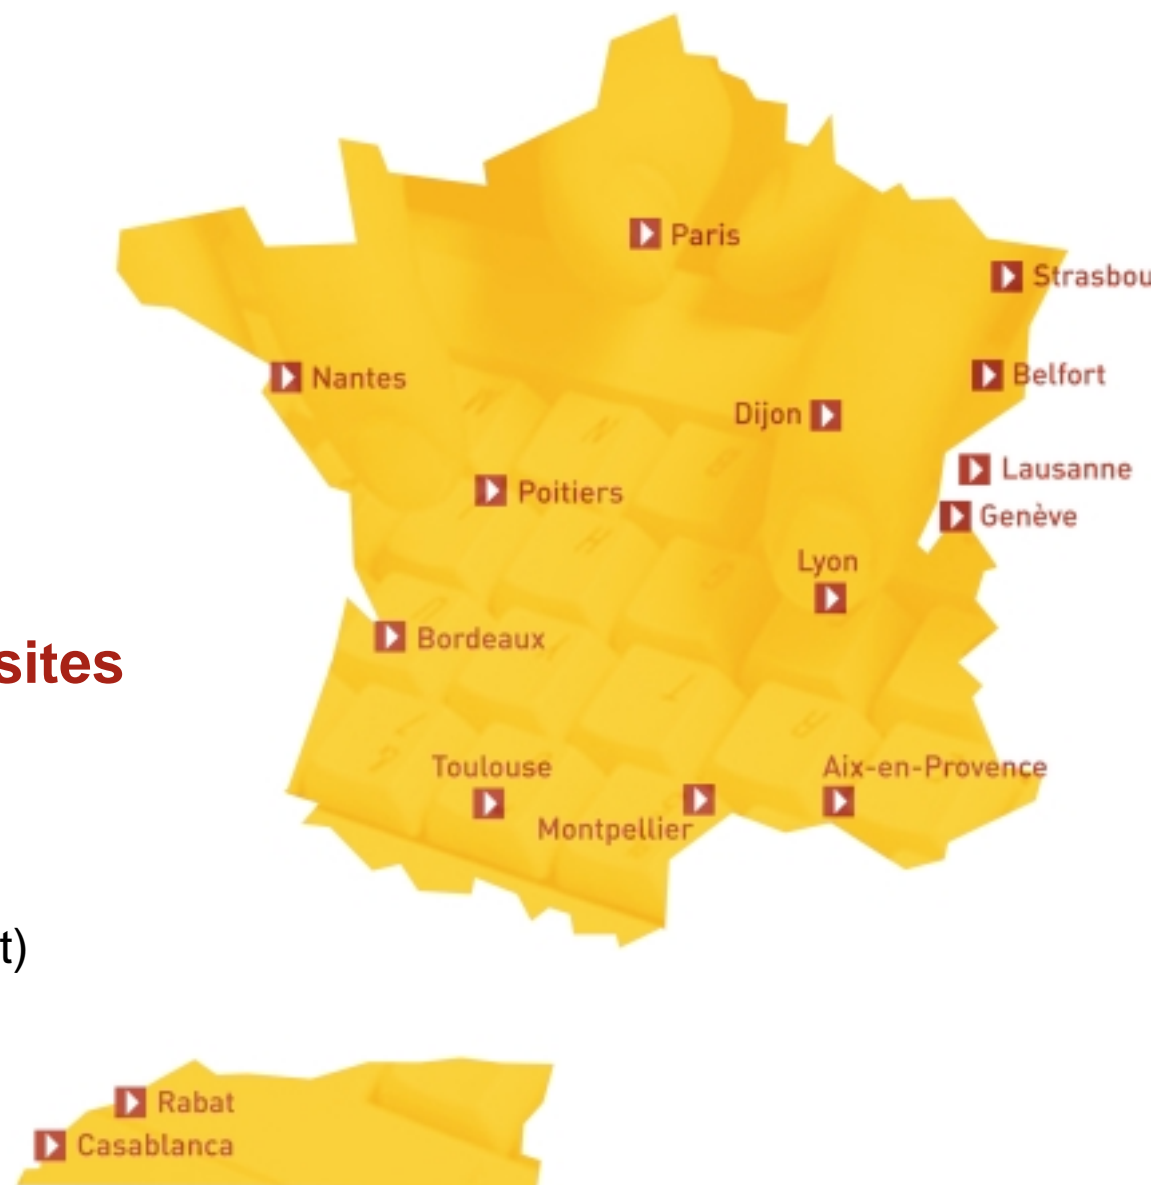 Paris
Strasbou
Nantes
Belfort
Dijon
Lausanne
Poitiers
Genève
Lyon
Bordeaux
sites
Toulouse
Aix-en-Provence
Montpellier
t)
Rabat
Casablanca